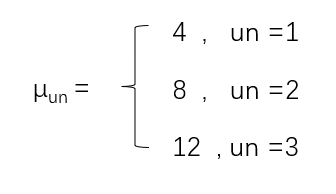 4 , un =1
μun = 8 , un =2
12 , un =3